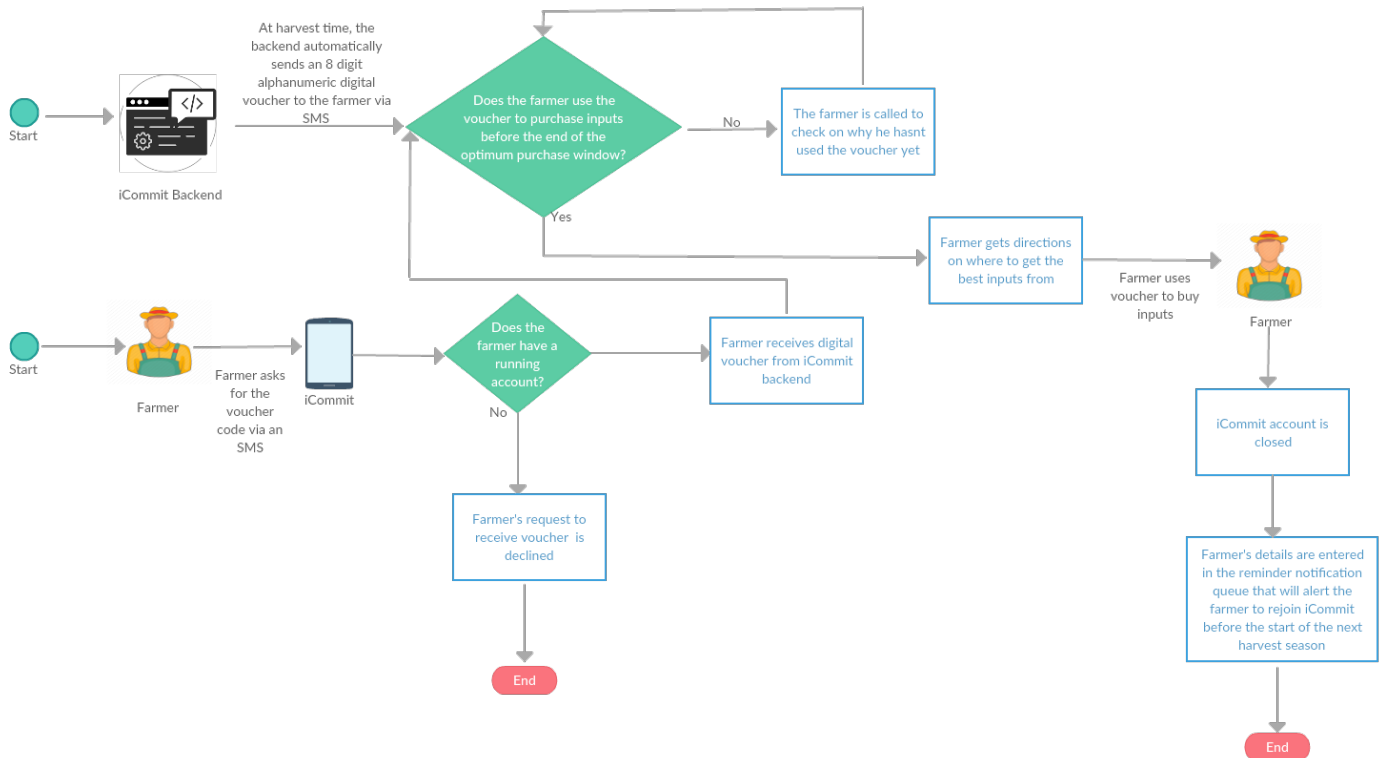 At harvest time, the
backend automatically
sends an 8 digit
alphanumeric digital
voucher to the farmer via
SMS
Start
iCommit Backend
Does the farmer use the
voucher to purchase inputs
before the end of the
optimum purchase window?
No
The farmer is called to
check on why he hasnt
used the voucher yet
Yes
Farmer gets directions
on where to get the
best inputs from
Farmer uses
voucher to buy
inputs
Farmer
Start
Farmer
Farmer asks
for the
voucher
code via an
SMS
iCommit
Does the
farmer have a
running
account?
No
Farmer receives digital
voucher from iCommit
backend
Farmer's request to
receive voucher is
declined
End
iCommit account is
closed
Farmer's details are entered
in the reminder notification
queue that will alert the
farmer to rejoin iCommit
before the start of the next
harvest season
End